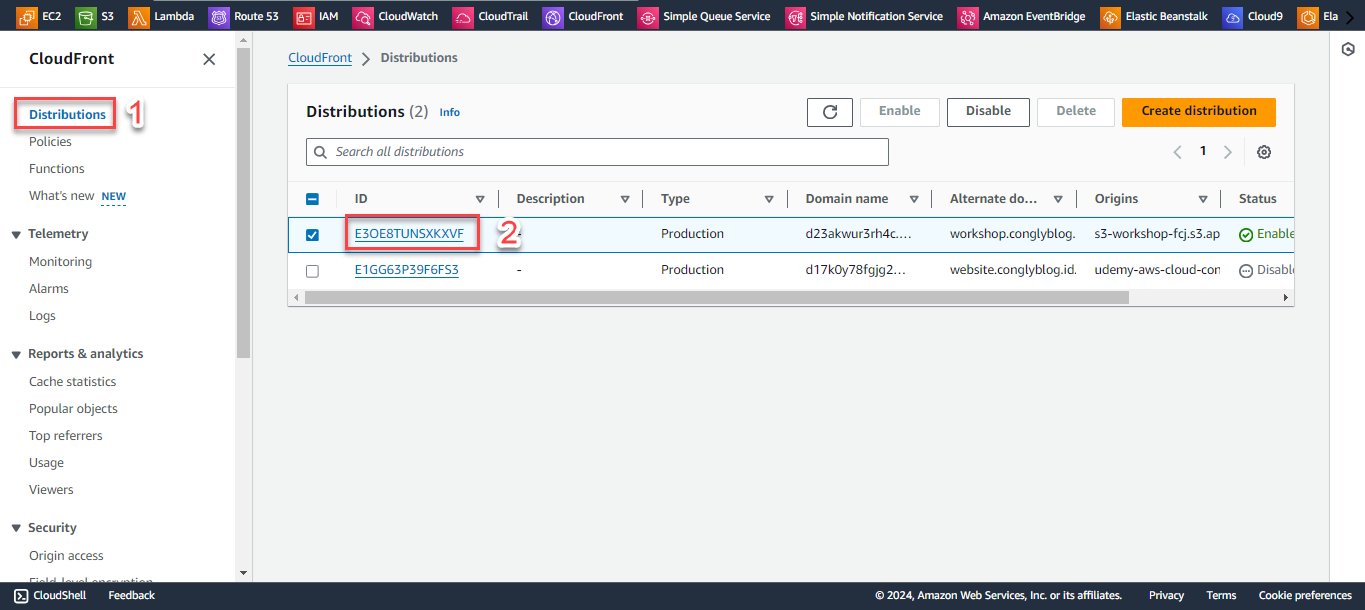 EC2 S3 Lambda Route 53 IAM CloudWatch CloudTrail CloudFront Simple Queue Service Simple Notification Service Amazon EventBridge Elastic Beanstalk Cloud9 Ela
CloudFront
Distributions 1
Policies
Functions
What's new NEW
Telemetry
Monitoring
Alarms
Logs
Reports & analytics
Cache statistics
Popular objects
Top referrers
Usage
Viewers
Security
Origin access
Field-level encryption
CloudFront Distributions
Distributions (2) Info
Enable Disable Delete Create distribution
Search all distributions
1
ID Description Type Domain name Alternate do... Origins Status
E3OE8TUNSXKXVF 2 - Production d23akwur3rh4c.... workshop.conglyblog. s3-workshop-fcj.s3.ap Enable
E1GG63P39F6FS3 - Production d17k0y78fgjg2... website.conglyblog.id. udemy-aws-cloud-con Disabl
CloudShell Feedback © 2024, Amazon Web Services, Inc. or its affiliates. Privacy Terms Cookie preferences